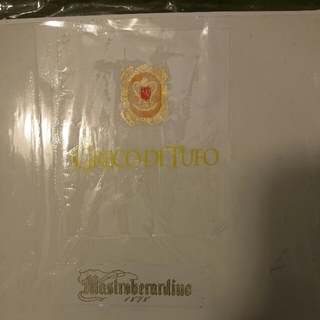 GRECO DI TUFO
Mastroberardino
1878